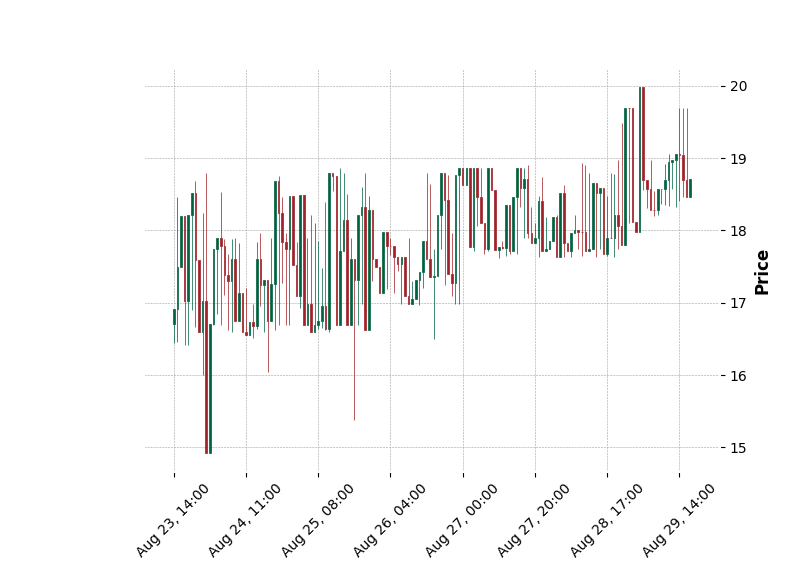 20
19
18
17
16
15
Price
Aug 23, 14:00
Aug 24, 11:00
Aug 25, 08:00
Aug 26, 04:00
Aug 27, 00:00
Aug 27, 20:00
Aug 28, 17:00
Aug 29, 14:00